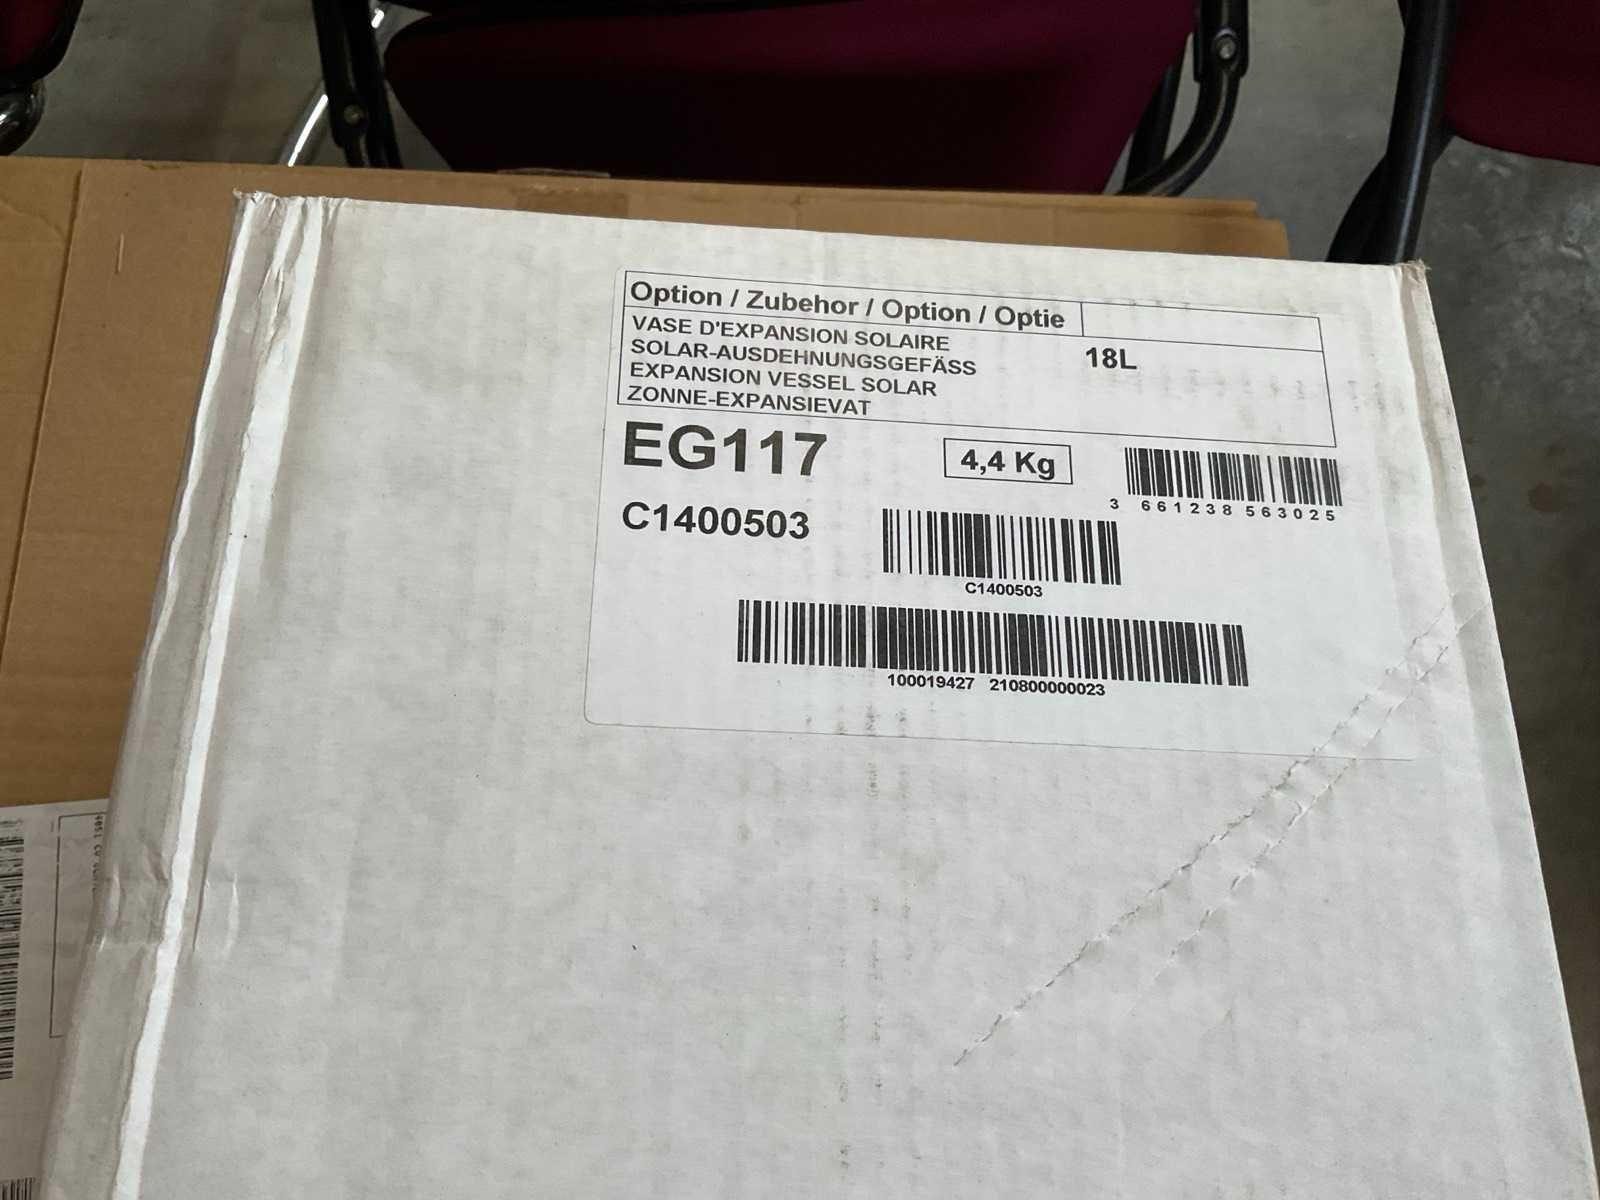 Option / Zubehor / Option / Optie
VASE D'EXPANSION SOLAIRE
SOLAR-AUSDEHNUNGSGEFÄSS
EXPANSION VESSEL SOLAR
ZONNE-EXPANSIEVAT
18L
EG117
4,4 Kg
3 661238 563025
C1400503
C1400503
100019427 210800000023